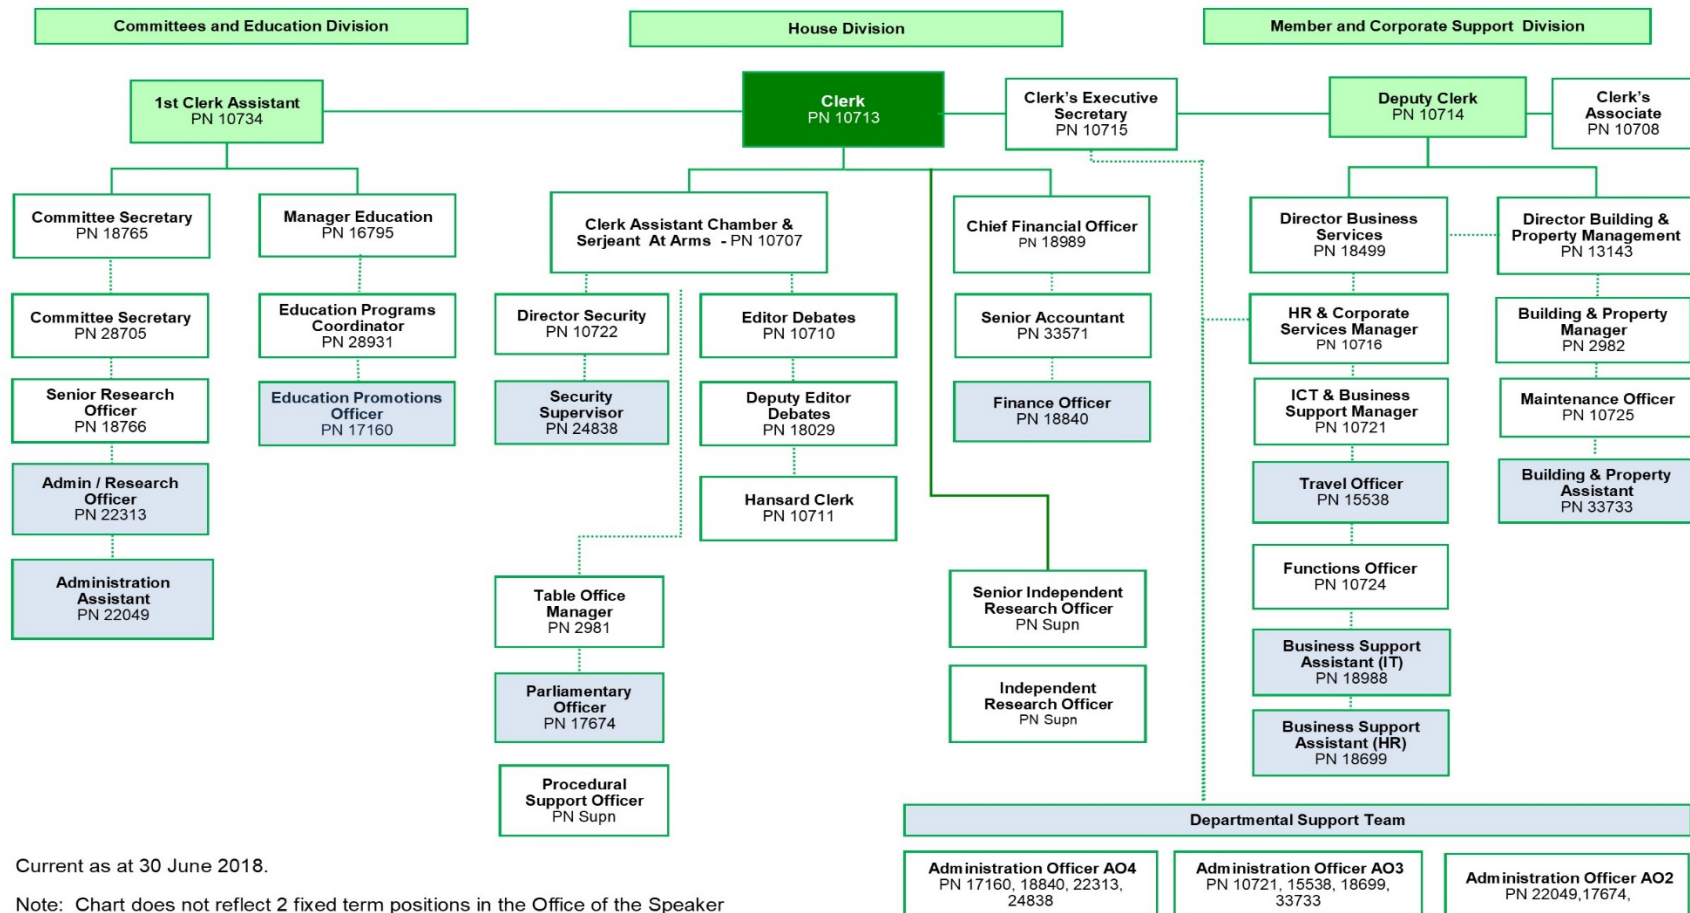 Committees and Education Division
House Division
Member and Corporate Support  Division
1st Clerk Assistant
PN 10734
Clerk
PN 10713
Clerk's Executive
Secretary
PN 10715
Deputy Clerk
PN 10714
Clerk's
Associate
PN 10708
Committee Secretary
PN 18765
Manager Education
PN 16795
Clerk Assistant Chamber &
Serjeant  At Arms  - PN 10707
Chief Financial Officer
PN 18989
Director Business
Services
PN 18499
Director Building &
Property Management
PN 13143
Committee Secretary
PN 28705
Education Programs
Coordinator
PN 28931
Director Security
PN 10722
Editor Debates
PN 10710
Senior Accountant
PN 33571
HR & Corporate
Services Manager
PN 10716
Building & Property
Manager
PN 2982
Senior Research
Officer
PN 18766
Education Promotions
Officer
PN 17160
Security
Supervisor
PN 24838
Deputy Editor
Debates
PN 18029
Finance Officer
PN 18840
ICT & Business
Support Manager
PN 10721
Maintenance Officer
PN 10725
Admin / Research
Officer
PN 22313
Hansard Clerk
PN 10711
Travel Officer
PN 15538
Building & Property
Assistant
PN 33733
Administration
Assistant
PN 22049
Table Office
Manager
PN 2981
Senior Independent
Research Officer
PN Supn
Functions Officer
PN 10724
Parliamentary
Officer
PN 17674
Independent
Research Officer
PN Supn
Business Support
Assistant (IT)
PN 18988
Business Support
Assistant (HR)
PN 18699
Procedural
Support Officer
PN Supn
Departmental Support Team
Administration Officer AO4
PN 17160, 18840, 22313,
24838
Administration Officer AO3
PN 10721, 15538, 18699,
33733
Administration Officer AO2
PN 22049,17674,
Current as at 30 June 2018.
Note:  Chart does not reflect 2 fixed term positions in the Office of the Speaker